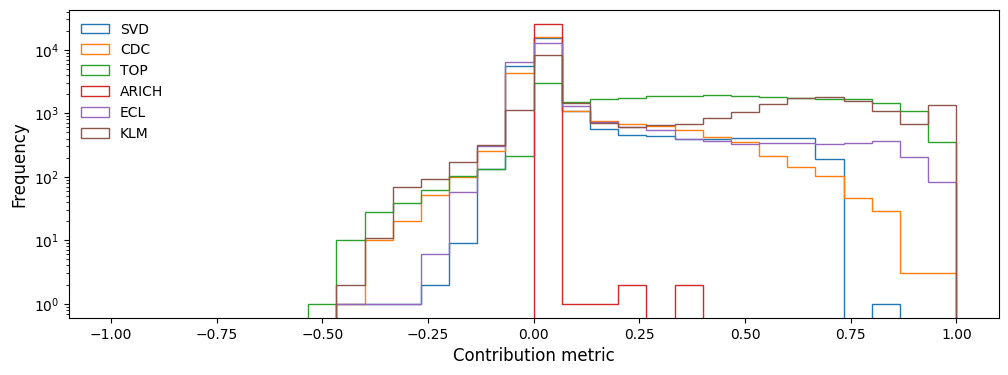 SVD
CDC
TOP
ARICH
ECL
KLM
Frequency
10⁴
10³
10²
10¹
10⁰
−1.00 −0.75 −0.50 −0.25 0.00 0.25 0.50 0.75 1.00
Contribution metric